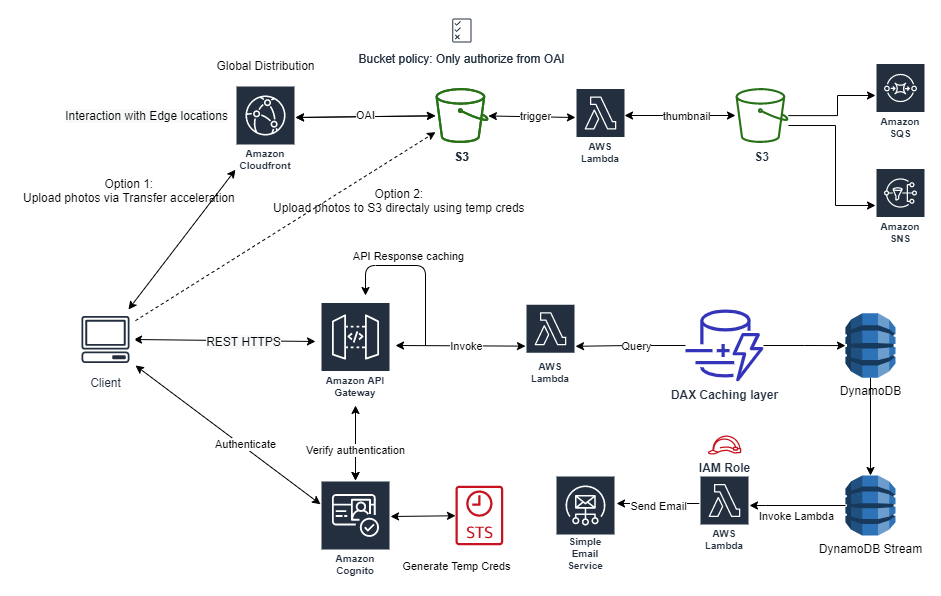 Bucket policy: Only authorize from OAI
Global Distribution
Interaction with Edge locations
Amazon
Cloudfront
OAI
S3
trigger
AWS
Lambda
thumbnail
S3
Amazon
SQS
Amazon
SNS
Option 1:
Upload photos via Transfer acceleration
Option 2:
Upload photos to S3 directaly using temp creds
API Response caching
Client
REST HTTPS
Amazon API
Gateway
Invoke
AWS
Lambda
Query
DAX Caching layer
DynamoDB
Authenticate
Verify authentication
Amazon
Cognito
STS
Generate Temp Creds
Simple
Email
Service
Send Email
IAM Role
AWS
Lambda
Invoke Lambda
DynamoDB Stream